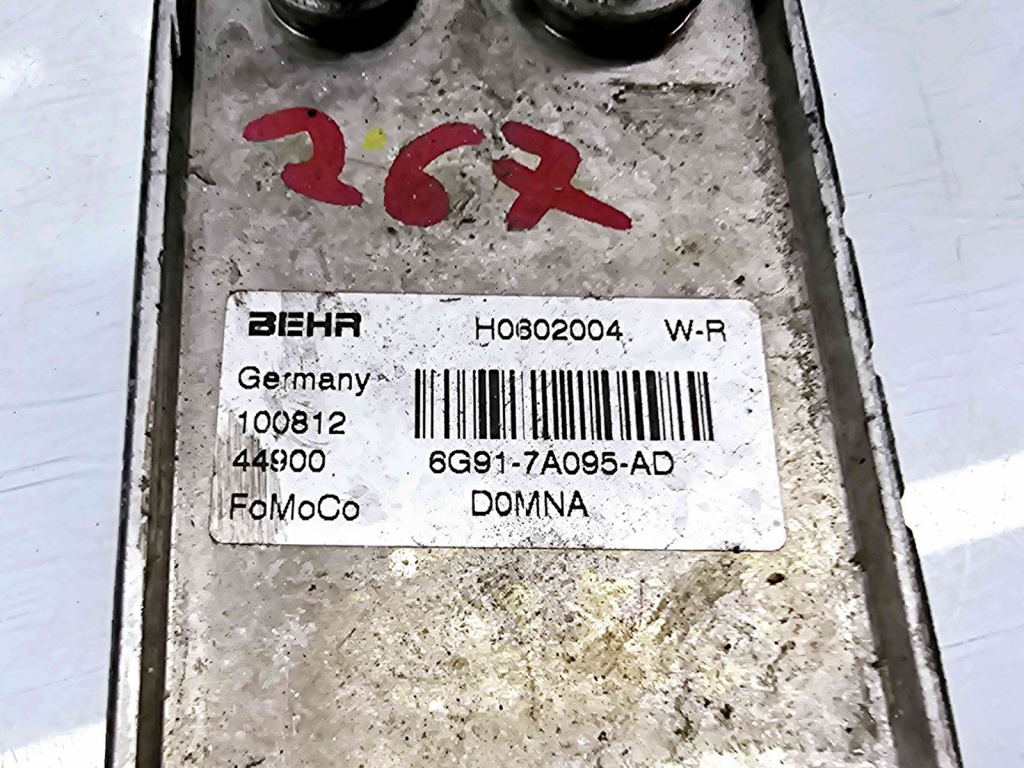 267
BEHR H0602004 W-R
Germany
100812
44900 6G91-7A095-AD
FoMoCo D0MNA